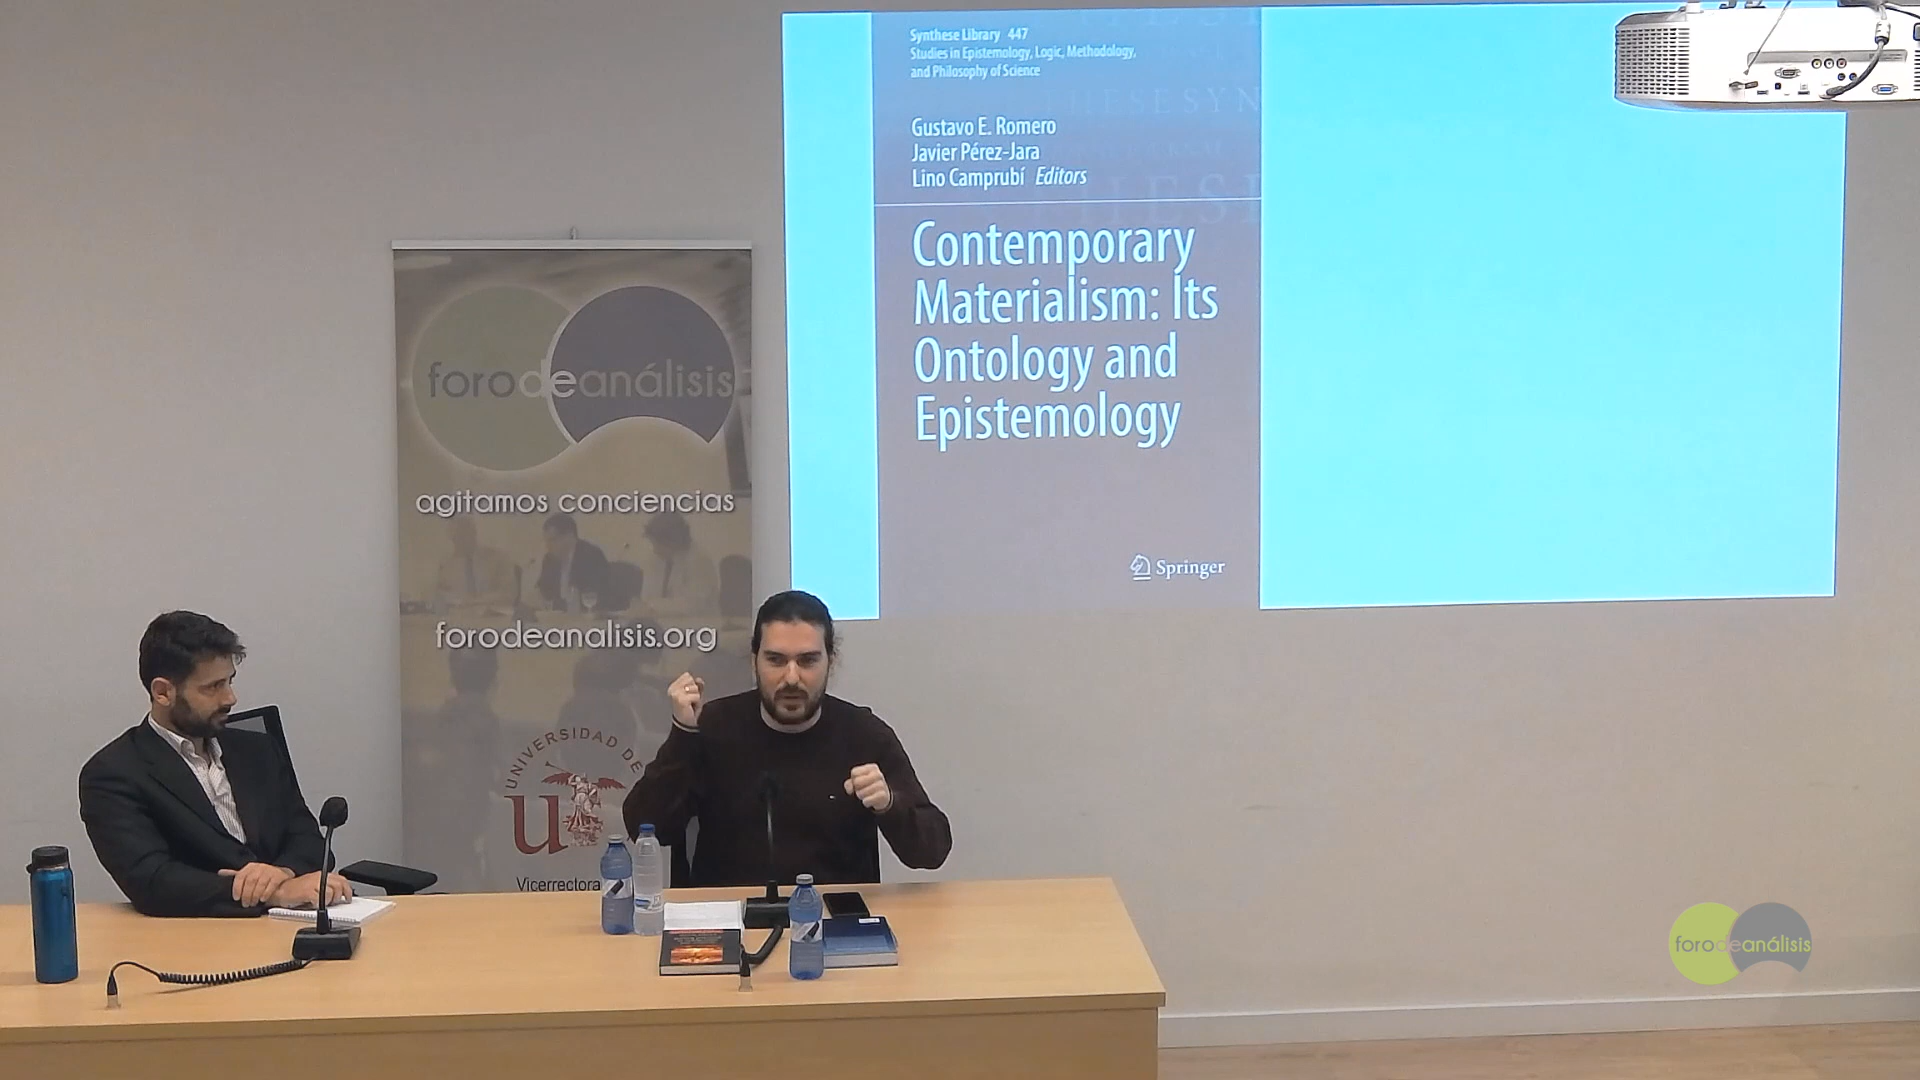 Synthese Library 447
Studies in Epistemology, Logic, Methodology,
and Philosophy of Science
Gustavo E. Romero
Javier Pérez-Jara
Lino Camprubí Editors
Contemporary
Materialism: Its
Ontology and
Epistemology
Springer
forodeanálisis
agitamos conciencias
forodeanalisis.org
UNIVERSIDAD DE
u
Vicerrectora
forodeanálisis